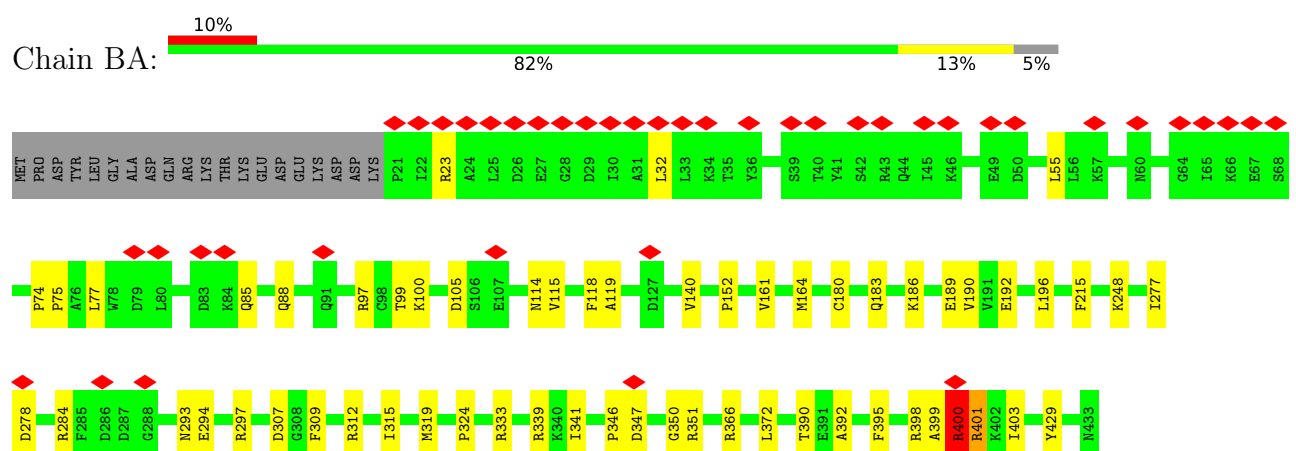 10%
Chain BA:
82% 13% 5%
MET PRO ASP TYR LEU GLY ALA ASP GLN ARG LYS THR LYS GLU ASP GLU LYS ASP ASP LYS P21 I22 R23 A24 L25 D26 E27 G28 D29 I30 A31 L32 L33 K34 T35 Y36 S39 T40 Y41 S42 R43 Q44 I45 K46 E49 D50 L55 L56 K57 N60 G64 I65 K66 E67 S68
P74 P75 A76 L77 W78 D79 L80 D83 K84 Q85 Q88 Q91 R97 C98 T99 K100 D105 S106 E107 N114 V115 F118 A119 D127 V140 P152 V161 M164 C180 Q183 K186 E189 V190 V191 E192 L196 F215 K248 I277
D278 R284 F285 D286 D287 G288 N293 E294 R297 D307 G308 F309 R312 I315 M319 P324 R333 R339 K340 I341 P346 D347 G350 R351 R366 L372 T390 E391 A392 F395 R398 A399 R400 R401 K402 I403 Y429 N433